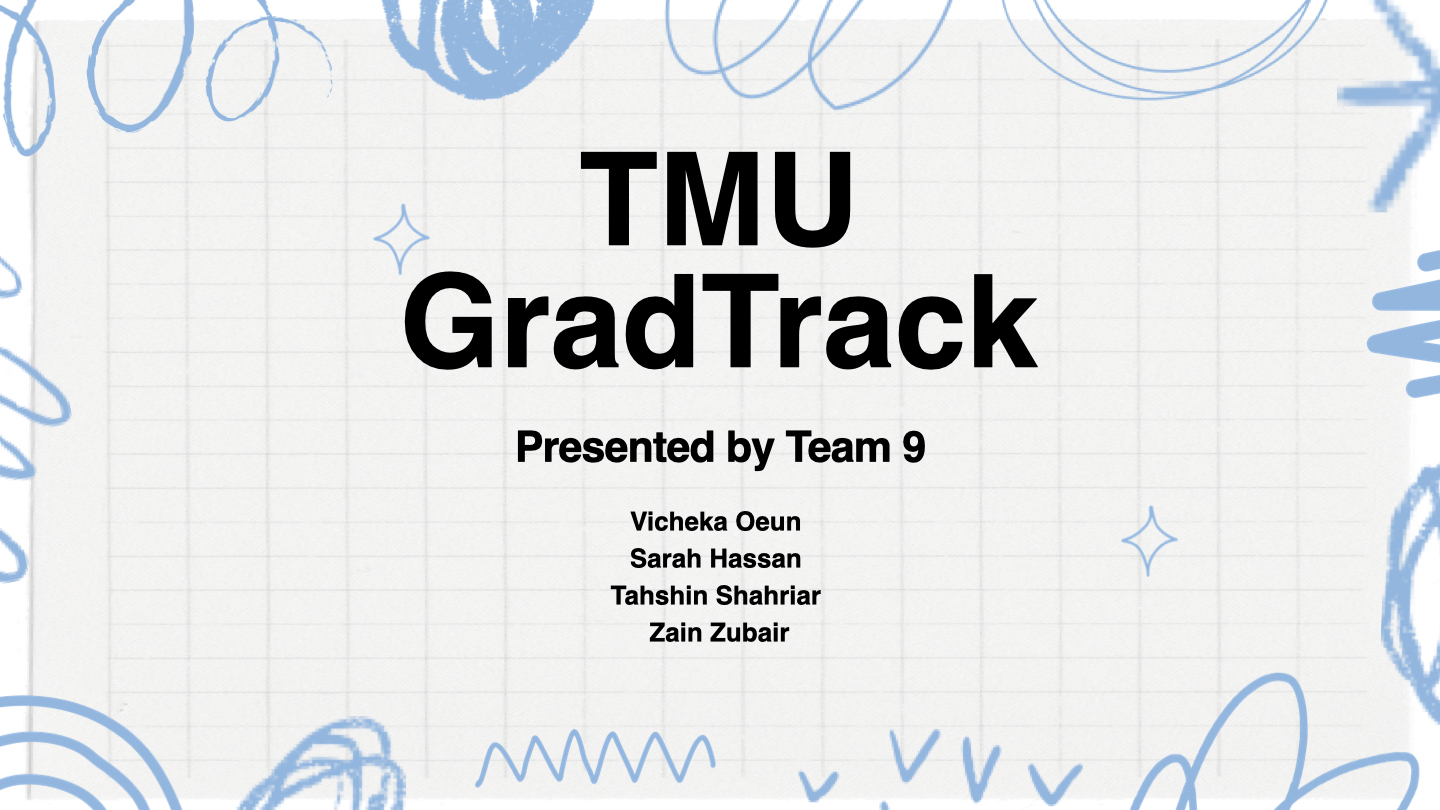 TMU
GradTrack
Presented by Team 9
Vicheka Oeun
Sarah Hassan
Tahshin Shahriar
Zain Zubair